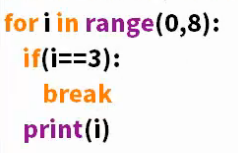 for i in range(0,8):
  if(i==3):
    break
  print(i)